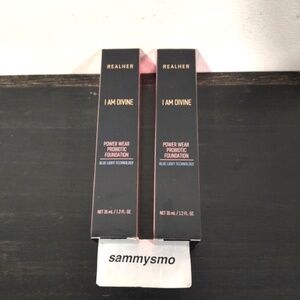 REALHER
I AM DIVINE
POWER WEAR
PROBIOTIC
FOUNDATION
BLUE LIGHT TECHNOLOGY
NET 35 mL / 1.2 FL. OZ.
REALHER
I AM DIVINE
POWER WEAR
PROBIOTIC
FOUNDATION
BLUE LIGHT TECHNOLOGY
NET 35 mL / 1.2 FL. OZ.
sammysmo